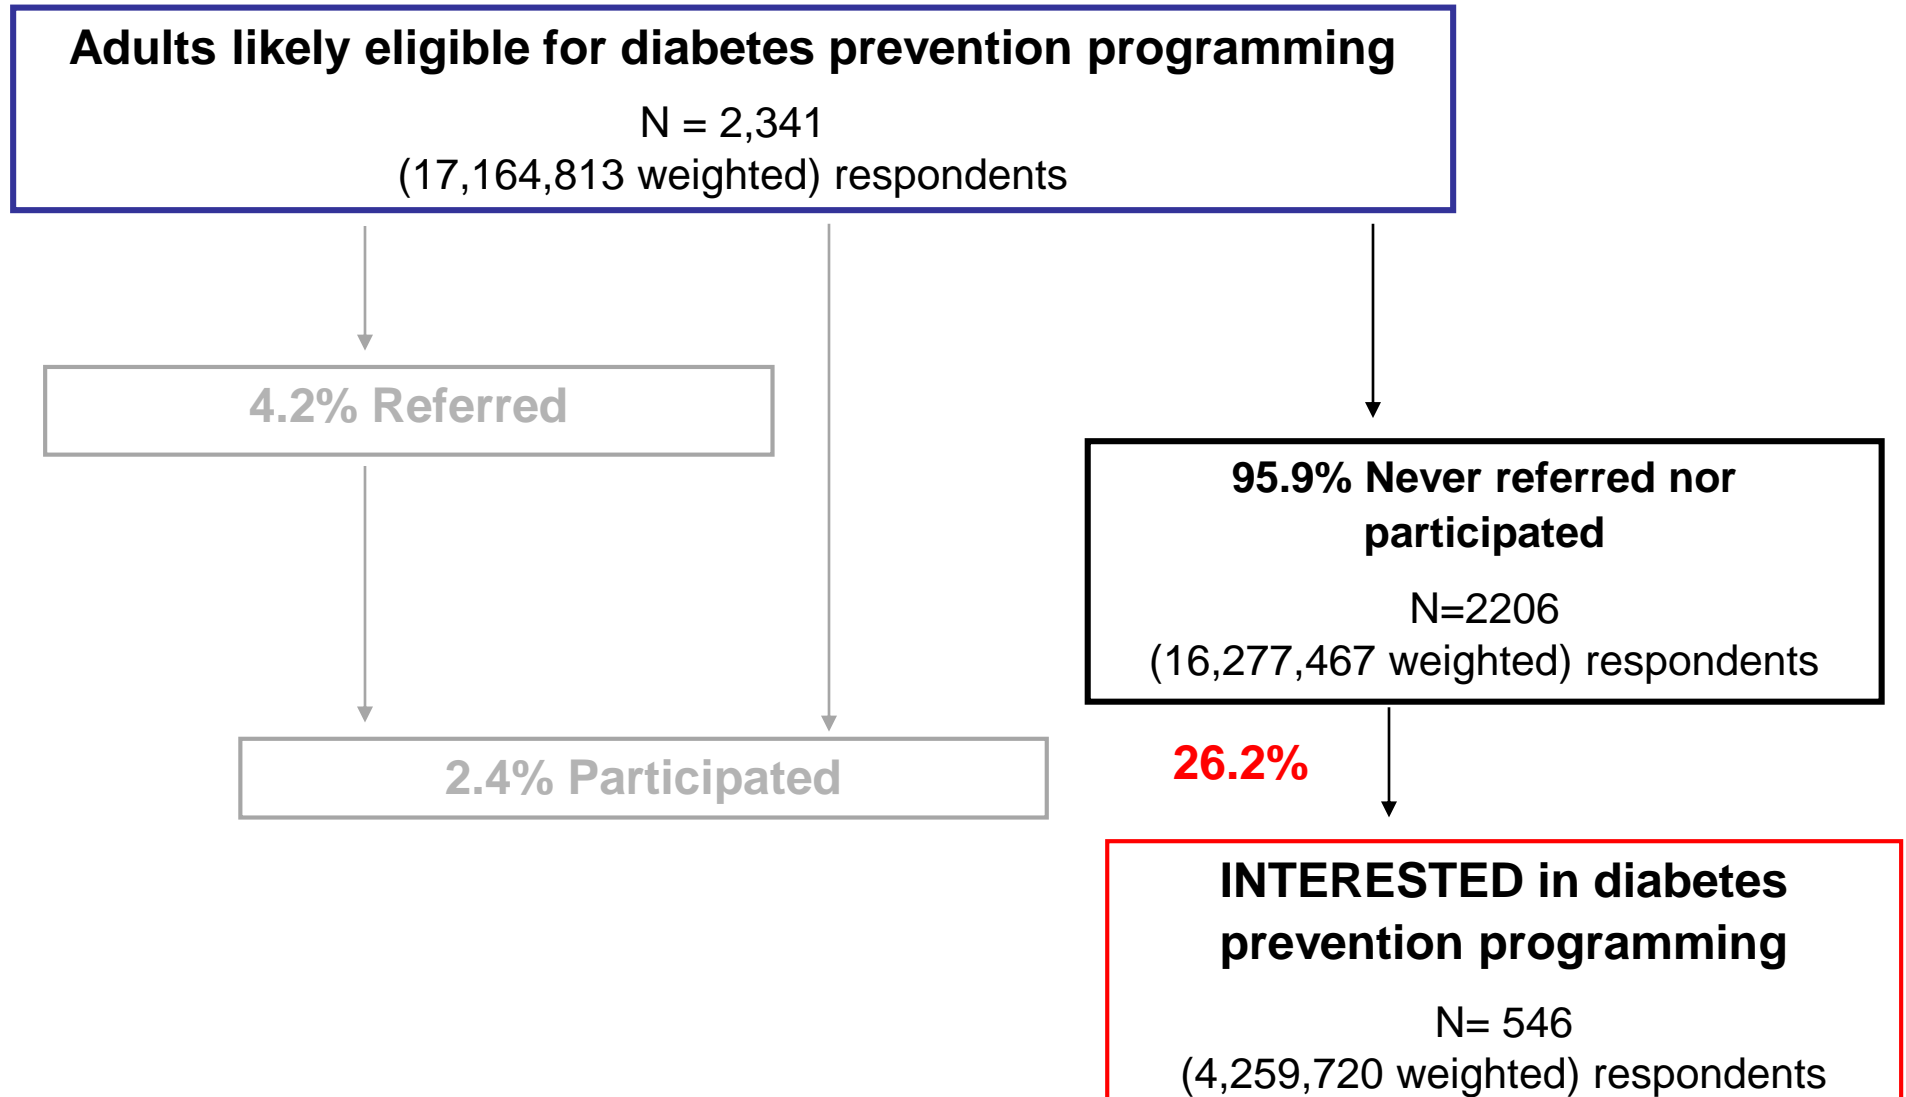 Adults likely eligible for diabetes prevention programming
N = 2,341
(17,164,813 weighted) respondents
4.2% Referred
95.9% Never referred nor
participated
N=2206
(16,277,467 weighted) respondents
2.4% Participated
26.2%
INTERESTED in diabetes
prevention programming
N= 546
(4,259,720 weighted) respondents